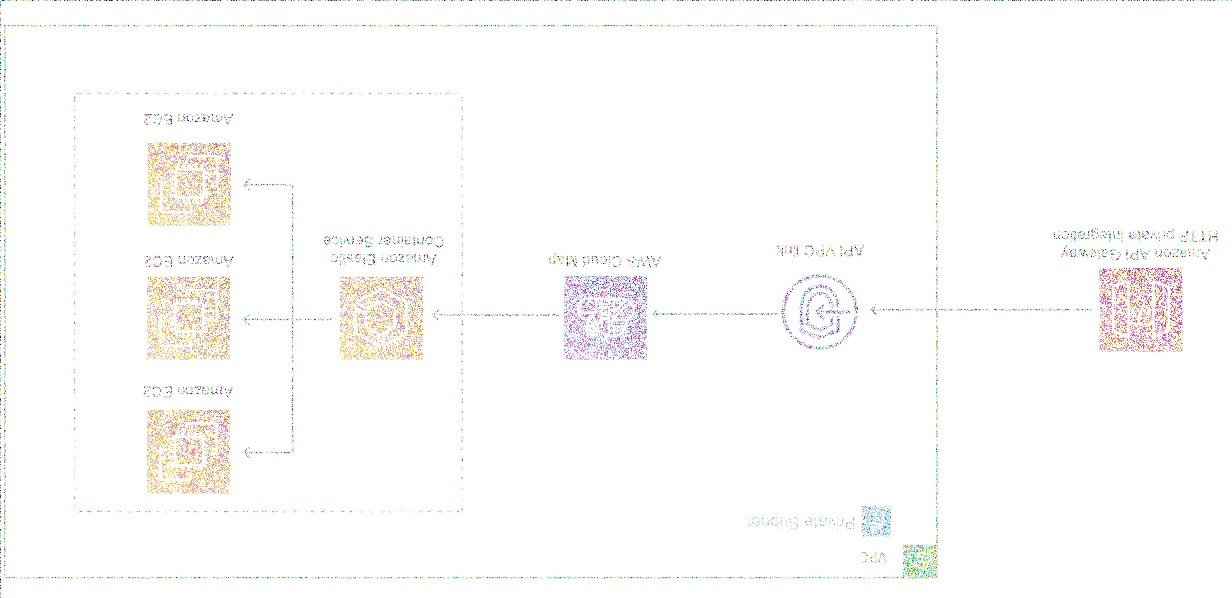 VPC
Private Subnet
Amazon EC2
Amazon API Gateway
HTTP private integration
API VPC link
AWS Cloud Map
Amazon Elastic
Container Service
Amazon EC2
Amazon EC2